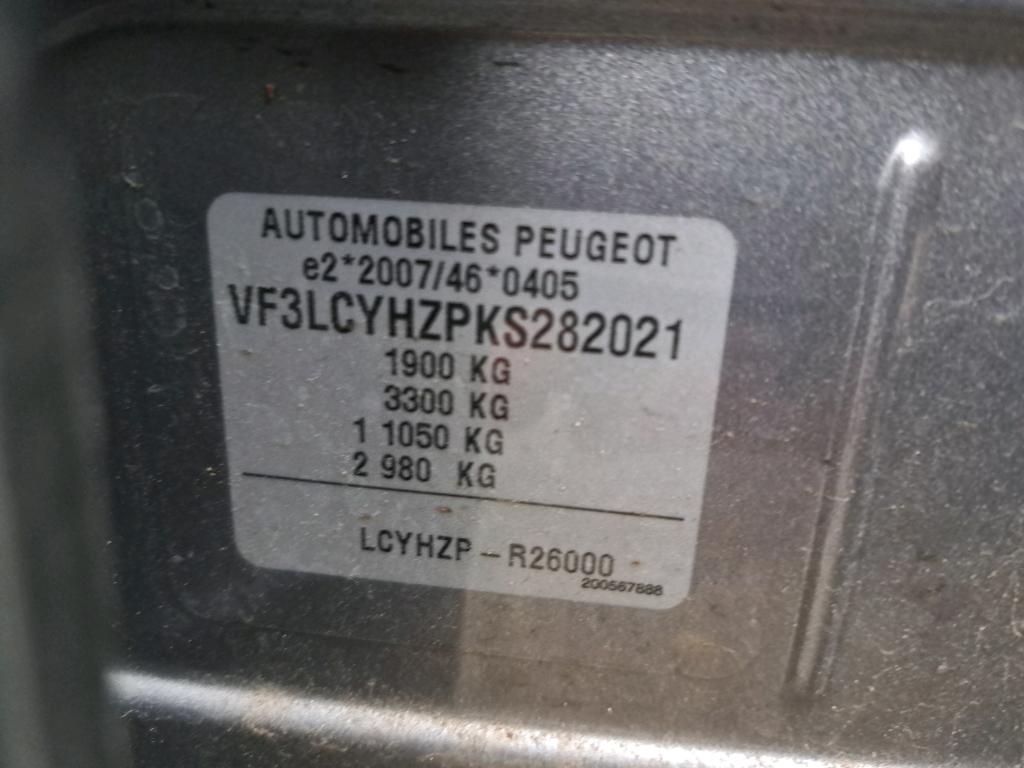 AUTOMOBILES PEUGEOT
e2*2007/46*0405
VF3LCYHZPKS282021
1900 KG
3300 KG
1 1050 KG
2 980 KG
LCYHZP – R26000
200567888